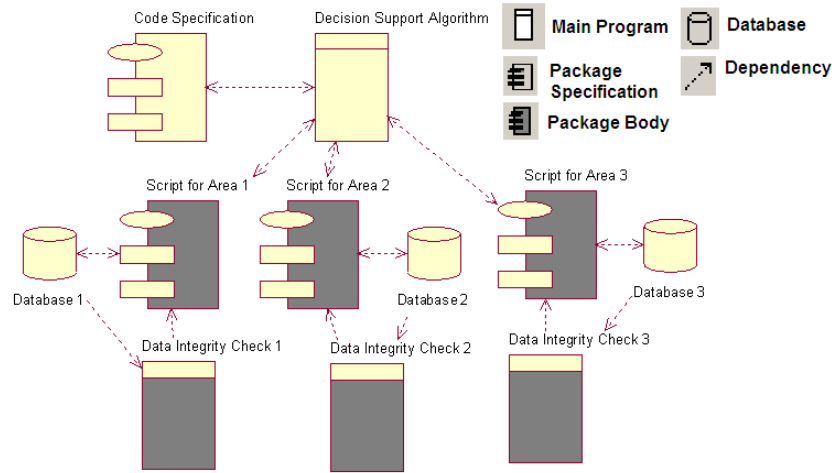 Code Specification
Decision Support Algorithm
Main Program
Database
Package
Specification
Dependency
Package Body
Script for Area 1
Script for Area 2
Script for Area 3
Database 1
Database 2
Database 3
Data Integrity Check 1
Data Integrity Check 2
Data Integrity Check 3